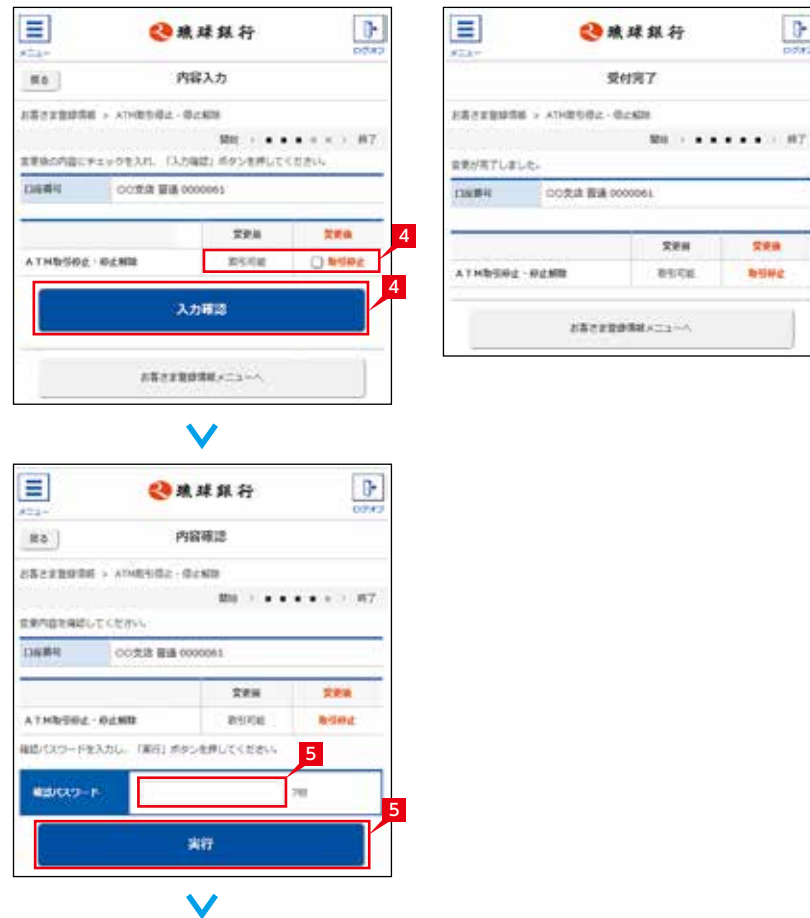 メニュー
琉球銀行
ログオフ
戻る
内容入力
お客さま登録情報 > ATM取引停止・停止解除
開始 終了
変更後の内容にチェックを入れ、「入力確認」ボタンを押してください。
口座番号 〇〇支店 普通 0000061
変更前 変更後
4
ATM取引停止・停止解除 取引可能 取引停止
4
入力確認
お客さま登録情報メニューへ
メニュー
琉球銀行
ログオフ
戻る
内容確認
お客さま登録情報 > ATM取引停止・停止解除
開始 終了
変更内容を確認してください。
口座番号 〇〇支店 普通 0000061
変更前 変更後
ATM取引停止・停止解除 取引可能 取引停止
確認パスワードを入力し、「実行」ボタンを押してください。
5
確認パスワード
5
実行
メニュー
琉球銀行
ログオフ
受付完了
お客さま登録情報 > ATM取引停止・停止解除
開始 終了
変更が完了しました。
口座番号 〇〇支店 普通 0000061
変更前 変更後
ATM取引停止・停止解除 取引可能 取引停止
お客さま登録情報メニューへ